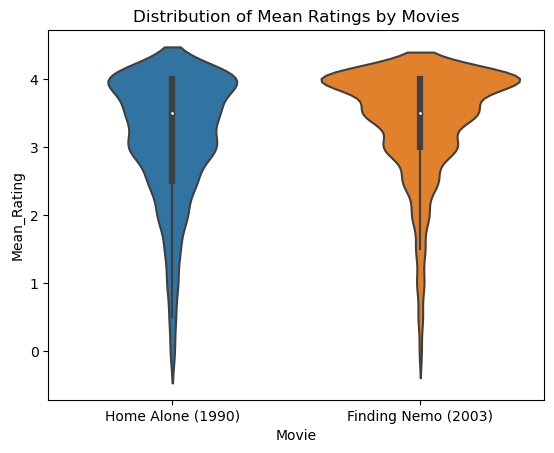 Distribution of Mean Ratings by Movies
Mean_Rating
4
3
2
1
0
Home Alone (1990)
Finding Nemo (2003)
Movie